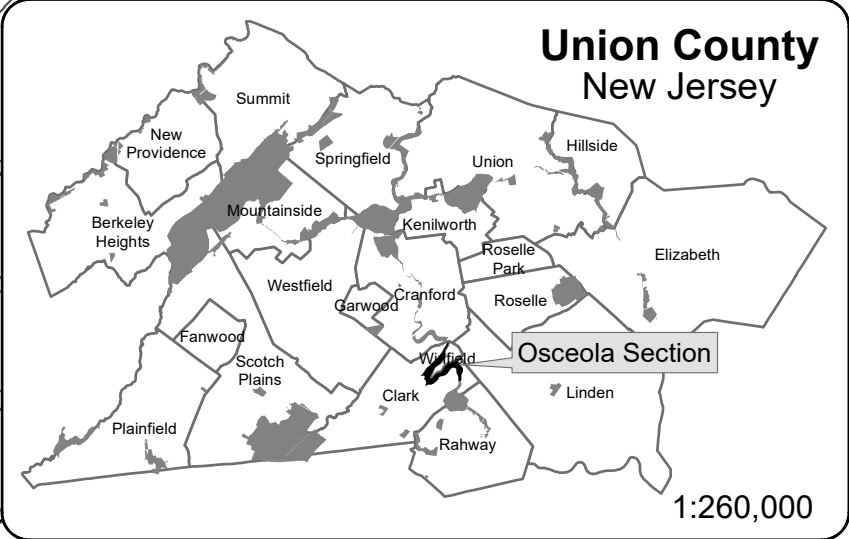 Union County
New Jersey
Summit
New
Providence
Hillside
Springfield
Union
Berkeley
Heights
Mountainside
Kenilworth
Roselle
Park
Elizabeth
Westfield
Garwood
Cranford
Roselle
Fanwood
Scotch
Plains
Winfield
Osceola Section
Clark
Linden
Plainfield
Rahway
1:260,000